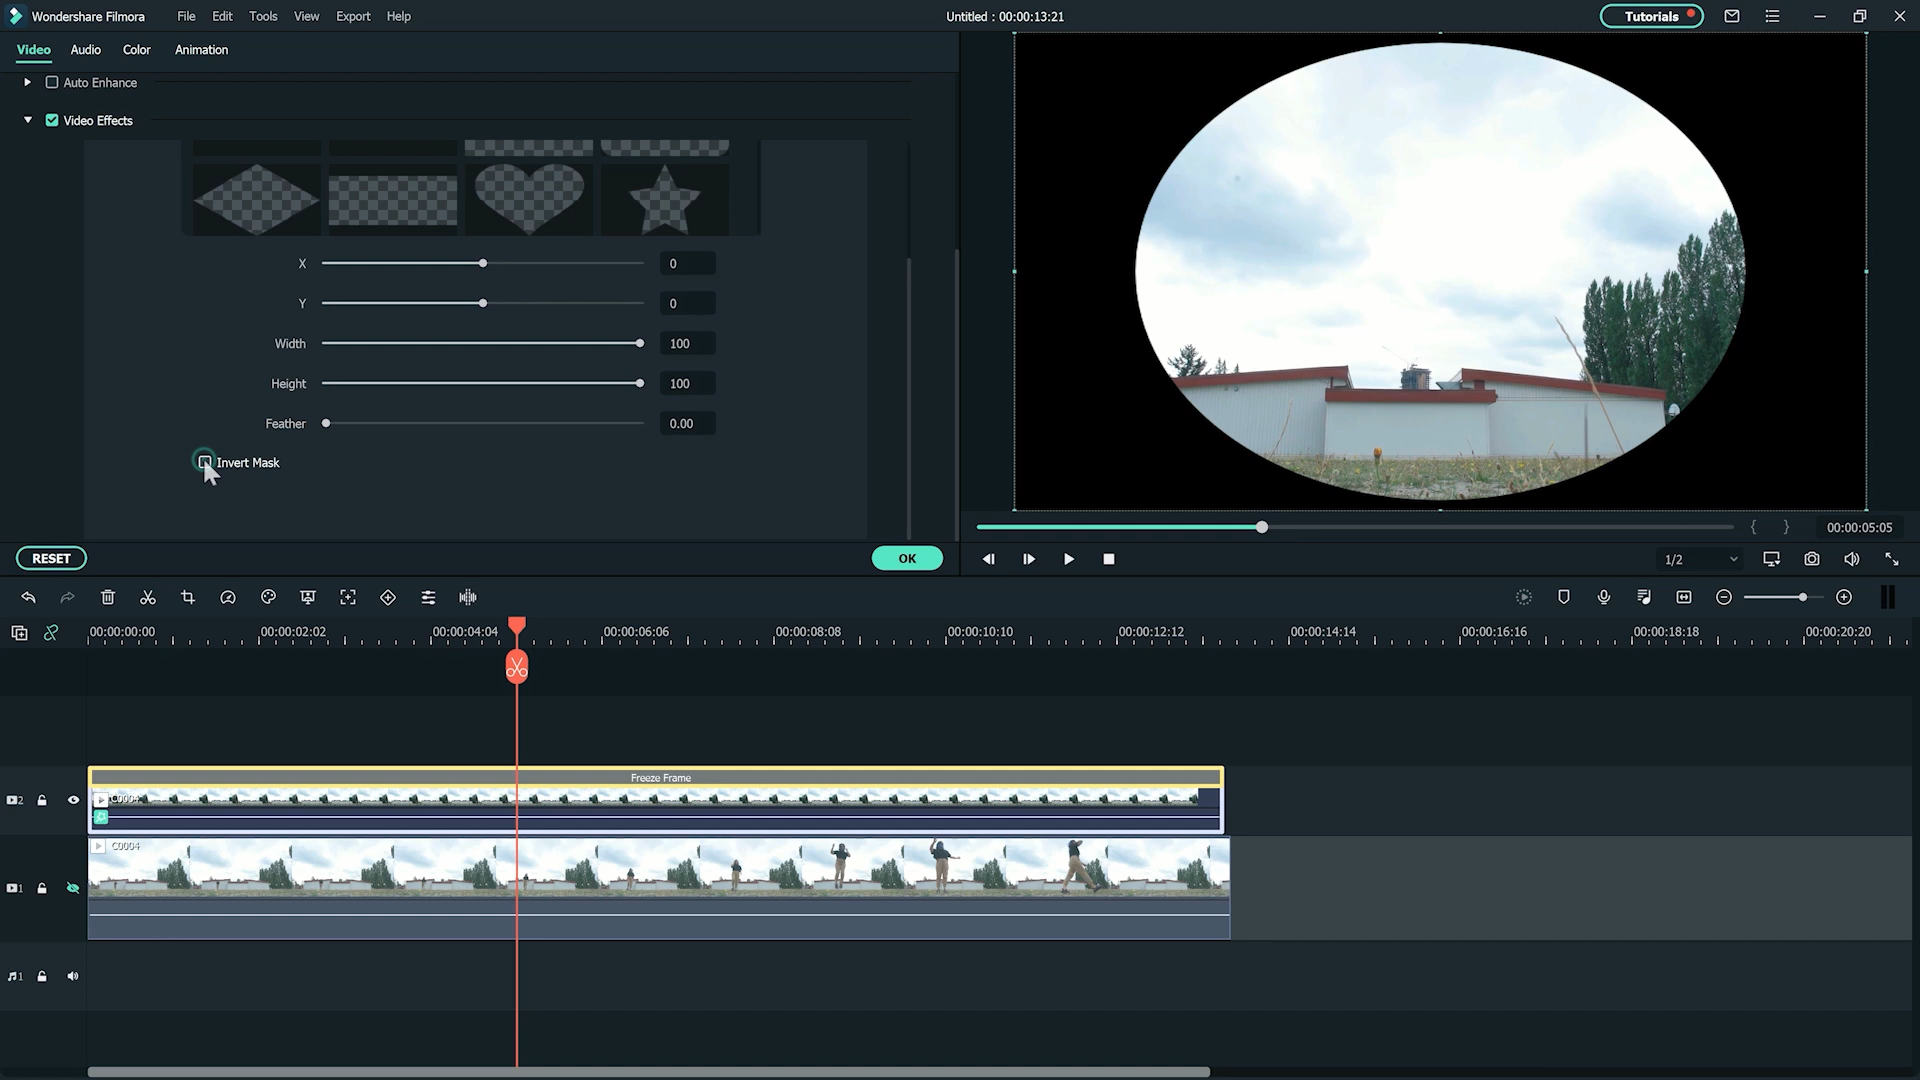 Wondershare Filmora File Edit Tools View Export Help Untitled : 00:00:13:21 Tutorials
Video Audio Color Animation
Auto Enhance
Video Effects
X 0
Y 0
Width 100
Height 100
Feather 0.00
Invert Mask
00:00:05:05
RESET OK 1/2
00:00:00:00 00:00:02:02 00:00:04:04 00:00:06:06 00:00:08:08 00:00:10:10 00:00:12:12 00:00:14:14 00:00:16:16 00:00:18:18 00:00:20:20
Freeze Frame
2 C0004
C0004
1
1